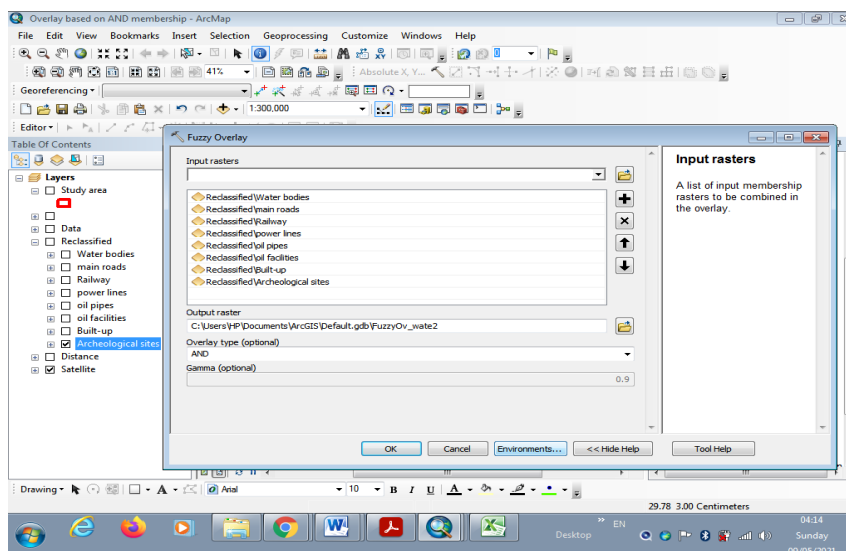 Overlay based on AND membership - ArcMap
File Edit View Bookmarks Insert Selection Geoprocessing Customize Windows Help
41%
Absolute X, Y...
Georeferencing
1:300,000
Editor
Table Of Contents
Layers
Study area
Data
Reclassified
Water bodies
main roads
Railway
power lines
oil pipes
oil facilities
Built-up
Archeological sites
Distance
Satellite
Fuzzy Overlay
Input rasters
Reclassified\Water bodies
Reclassified\main roads
Reclassified\Railway
Reclassified\power lines
Reclassified\oil pipes
Reclassified\oil facilities
Reclassified\Built-up
Reclassified\Archeological sites
Output raster
C:\Users\HP\Documents\ArcGIS\Default.gdb\FuzzyOv_wate2
Overlay type (optional)
AND
Gamma (optional)
0.9
OK Cancel Environments... << Hide Help Tool Help
Input rasters
A list of input membership
rasters to be combined in
the overlay.
Drawing A Arial 10 B I U A
29.78 3.00 Centimeters
Desktop EN 04:14
Sunday
09/05/2021